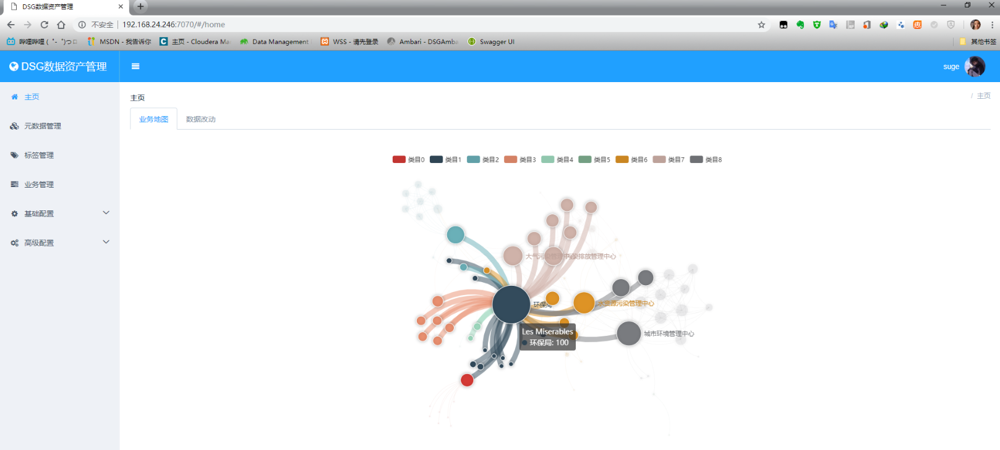 DSG数据资产管理
不安全 192.168.24.246:7070/#/home
哔哩哔哩 ( ゜- ゜)つロ MSDN - 我告诉你 主页 - Cloudera Ma Data Management WSS - 请先登录 Ambari - DSGAmba Swagger UI 其他书签
DSG数据资产管理 suge
主页
元数据管理
标签管理
业务管理
基础配置
高级配置
主页 / 主页
业务地图 数据改动
类目0 类目1 类目2 类目3 类目4 类目5 类目6 类目7 类目8
大气污染管理中心 污染排放管理中心
环保局 水资源污染管理中心
Les Miserables
环保局: 100
城市环境管理中心